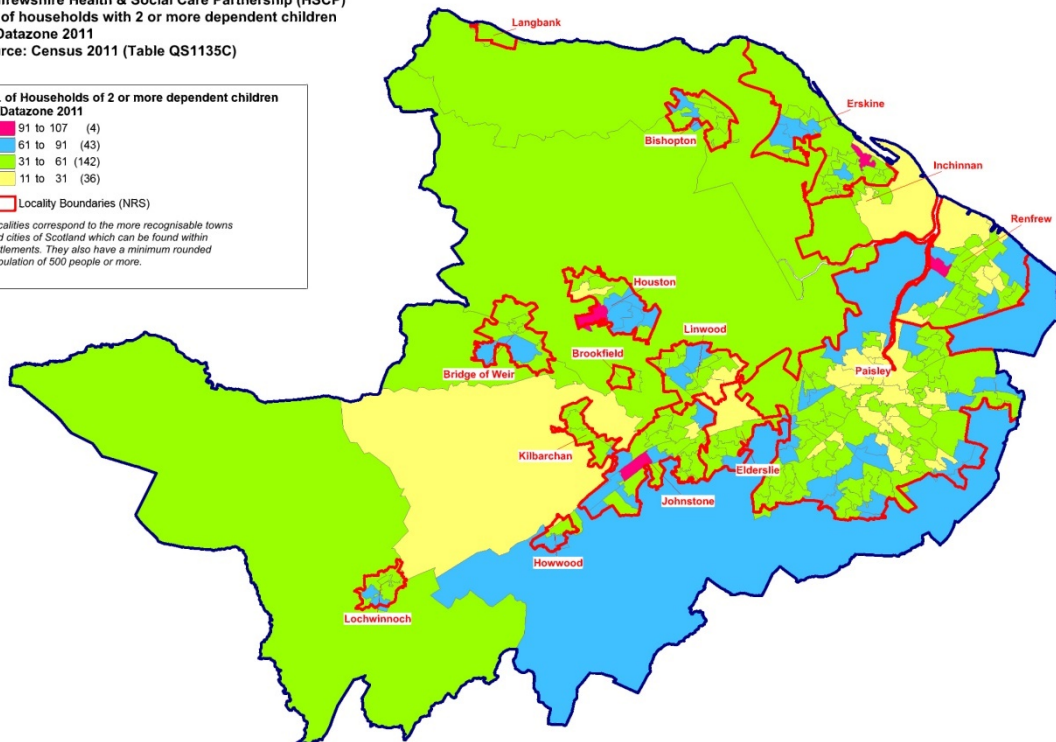 frewshire Health & Social Care Partnership (HSCP)
of households with 2 or more dependent children
Datazone 2011
rce: Census 2011 (Table QS1135C)
. of Households of 2 or more dependent children
Datazone 2011
91 to 107 (4)
61 to 91 (43)
31 to 61 (142)
11 to 31 (36)
Locality Boundaries (NRS)
calities correspond to the more recognisable towns
d cities of Scotland which can be found within
ttlements. They also have a minimum rounded
pulation of 500 people or more.
Langbank
Erskine
Bishopton
Inchinnan
Renfrew
Houston
Linwood
Brookfield
Bridge of Weir
Paisley
Kilbarchan
Elderslie
Johnstone
Howwood
Lochwinnoch